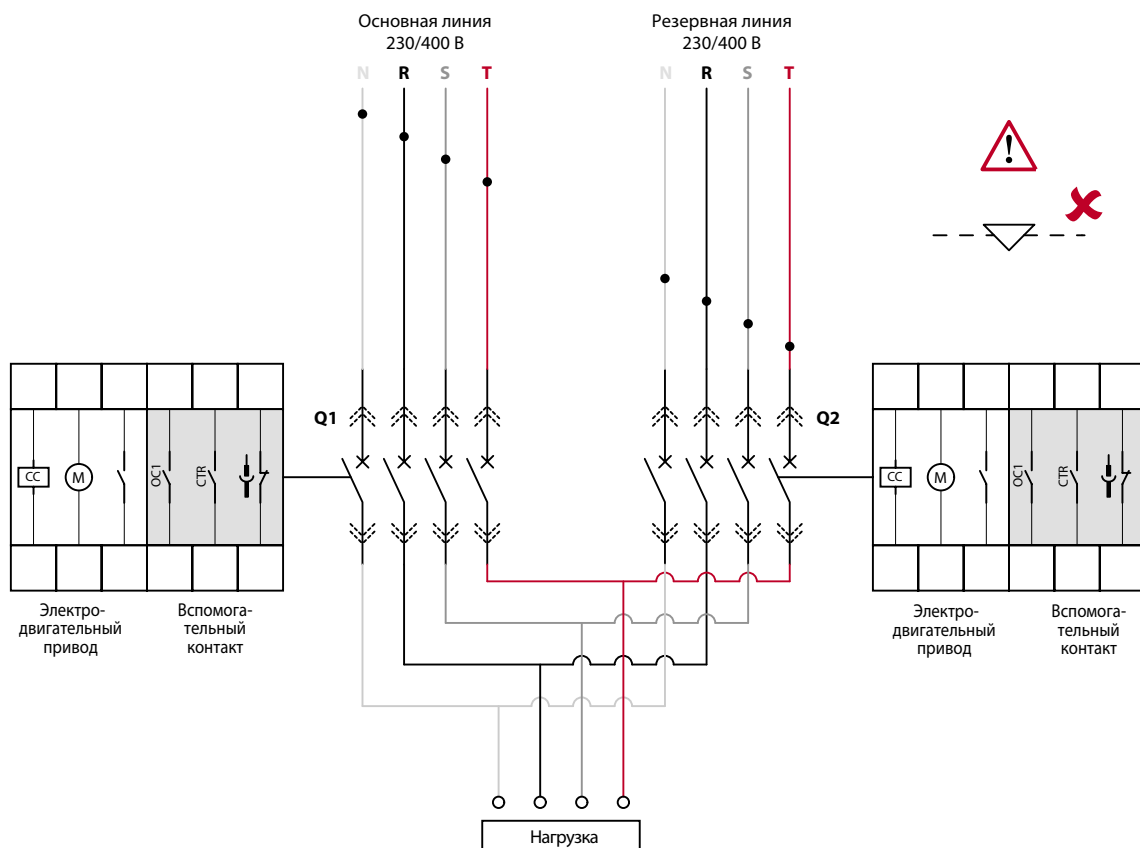 Основная линия
230/400 В
Резервная линия
230/400 В
N R S T
N R S T
!
Q1
Q2
CC
M
OC1
CTR
CC
M
OC1
CTR
Электро-
двигательный
привод
Вспомога-
тельный
контакт
Электро-
двигательный
привод
Вспомога-
тельный
контакт
Нагрузка